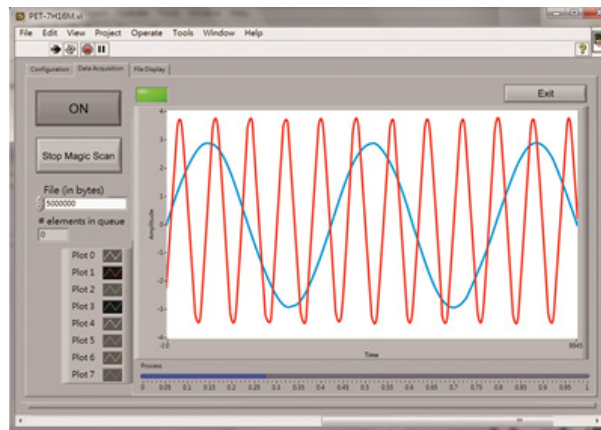 PET-7H16M.vi
File Edit View Project Operate Tools Window Help
Configuration Data Acquisition File Display
ON
Exit
Stop Magic Scan
File (in bytes)
5000000
# elements in queue
0
Plot 0
Plot 1
Plot 2
Plot 3
Plot 4
Plot 5
Plot 6
Plot 7
Amplitude
4
3
2
1
0
-1
-2
-3
-4
-10
9945
Time
Process
0 0.05 0.1 0.15 0.2 0.25 0.3 0.35 0.4 0.45 0.5 0.55 0.6 0.65 0.7 0.75 0.8 0.85 0.9 0.95 1